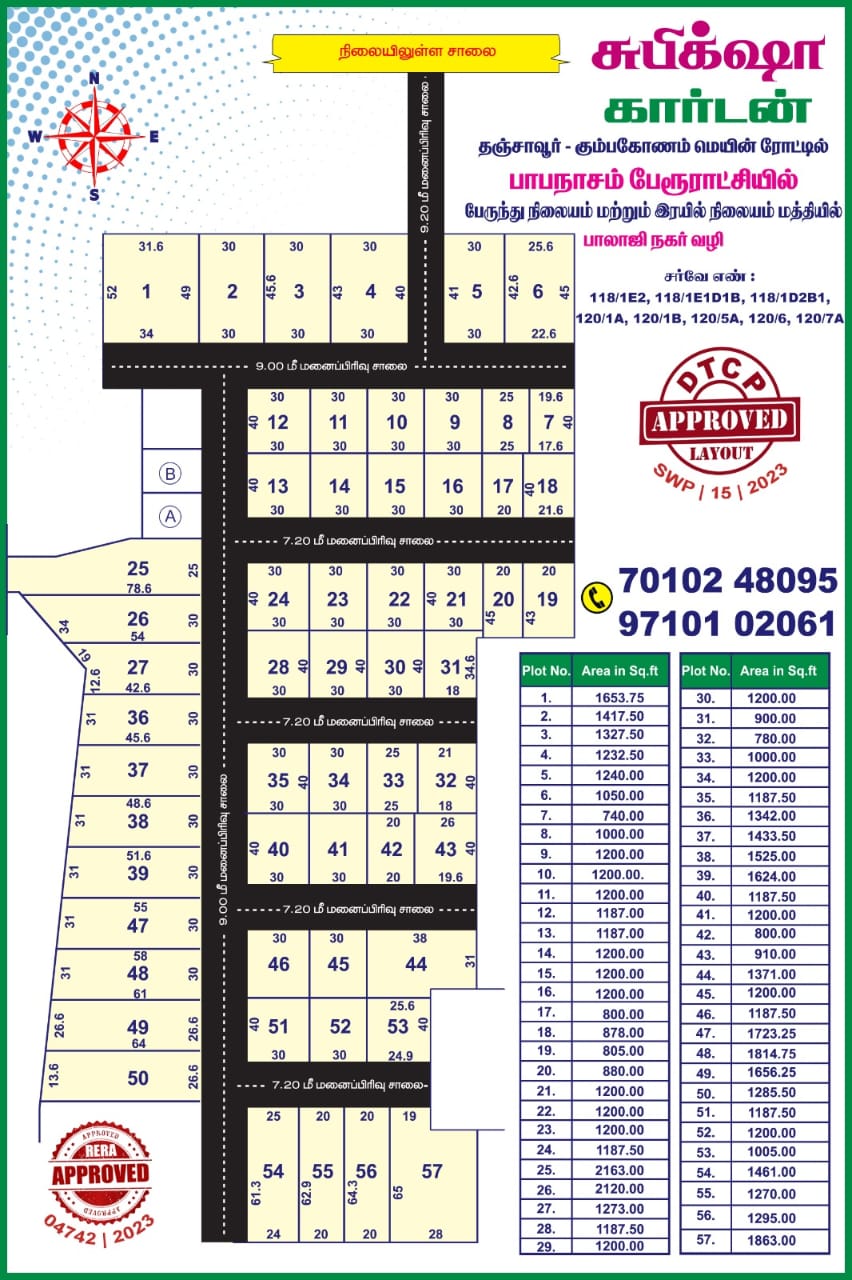 நிலையிலுள்ள சாலை
சுபிக்ஷா
கார்டன்
தஞ்சாவூர் - கும்பகோணம் மெயின் ரோட்டில்
பாபநாசம் பேரூராட்சியில்
பேருந்து நிலையம் மற்றும் இரயில் நிலையம் மத்தியில்
பாலாஜி நகர் வழி
சர்வே எண் :
118/1E2, 118/1E1D1B, 118/1D2B1,
120/1A, 120/1B, 120/5A, 120/6, 120/7A
N
W E
S
9.20 மீ மனைப்பிரிவு சாலை
31.6 30 30 30 30 25.6
52 1 49 2 45.6 3 43 4 40 41 5 42.6 6 45
34 30 30 30 30 22.6
9.00 மீ மனைப்பிரிவு சாலை
30 30 30 30 25 19.6
40 12 11 10 9 8 7 40
30 30 30 30 25 17.6
B
40 13 14 15 16 17 40 18
30 30 30 30 20 21.6
A
7.20 மீ மனைப்பிரிவு சாலை
30 30 30 30 20 20
40 24 23 22 40 21 20 19
30 30 30 30 45 43
28 40 29 40 30 40 31 34.6
30 30 30 18
7.20 மீ மனைப்பிரிவு சாலை
30 30 25 21
35 40 34 33 32 40
30 30 25 18
20 26
40 40 41 42 43 40
30 30 20 19.6
7.20 மீ மனைப்பிரிவு சாலை
30 30 38
46 45 44 31
25.6
40 51 52 53 40
30 30 24.9
7.20 மீ மனைப்பிரிவு சாலை
25 20 20 19
61.3 54 62.9 55 64.3 56 65 57
24 20 20 28
9.00 மீ மனைப்பிரிவு சாலை
25 25
78.6
34 26 30
54
19
12.6 27 30
42.6
31 36 30
45.6
31 37 30
48.6
31 38 30
51.6
31 39 30
55
31 47 30
58
31 48 30
61
26.6 49 26.6
64
13.6 50 26.6
DTCP
APPROVED
LAYOUT
SWP | 15 | 2023
70102 48095
97101 02061
Plot No. Area in Sq.ft
1. 1653.75
2. 1417.50
3. 1327.50
4. 1232.50
5. 1240.00
6. 1050.00
7. 740.00
8. 1000.00
9. 1200.00
10. 1200.00.
11. 1200.00
12. 1187.00
13. 1187.00
14. 1200.00
15. 1200.00
16. 1200.00
17. 800.00
18. 878.00
19. 805.00
20. 880.00
21. 1200.00
22. 1200.00
23. 1200.00
24. 1187.50
25. 2163.00
26. 2120.00
27. 1273.00
28. 1187.50
29. 1200.00
Plot No. Area in Sq.ft
30. 1200.00
31. 900.00
32. 780.00
33. 1000.00
34. 1200.00
35. 1187.50
36. 1342.00
37. 1433.50
38. 1525.00
39. 1624.00
40. 1187.50
41. 1200.00
42. 800.00
43. 910.00
44. 1371.00
45. 1200.00
46. 1187.50
47. 1723.25
48. 1814.75
49. 1656.25
50. 1285.50
51. 1187.50
52. 1200.00
53. 1005.00
54. 1461.00
55. 1270.00
56. 1295.00
57. 1863.00
APPROVED
RERA
APPROVED
APPROVED
04742 | 2023